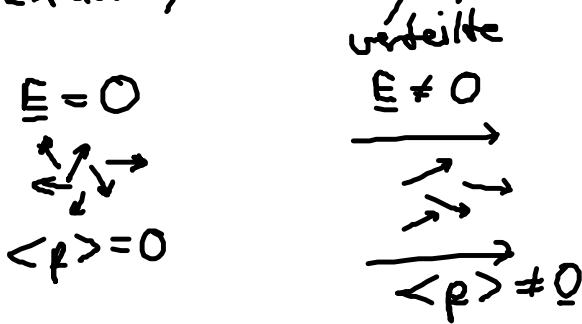 verteilte
E = 0
E ≠ 0
<p> = 0
<p> ≠ 0